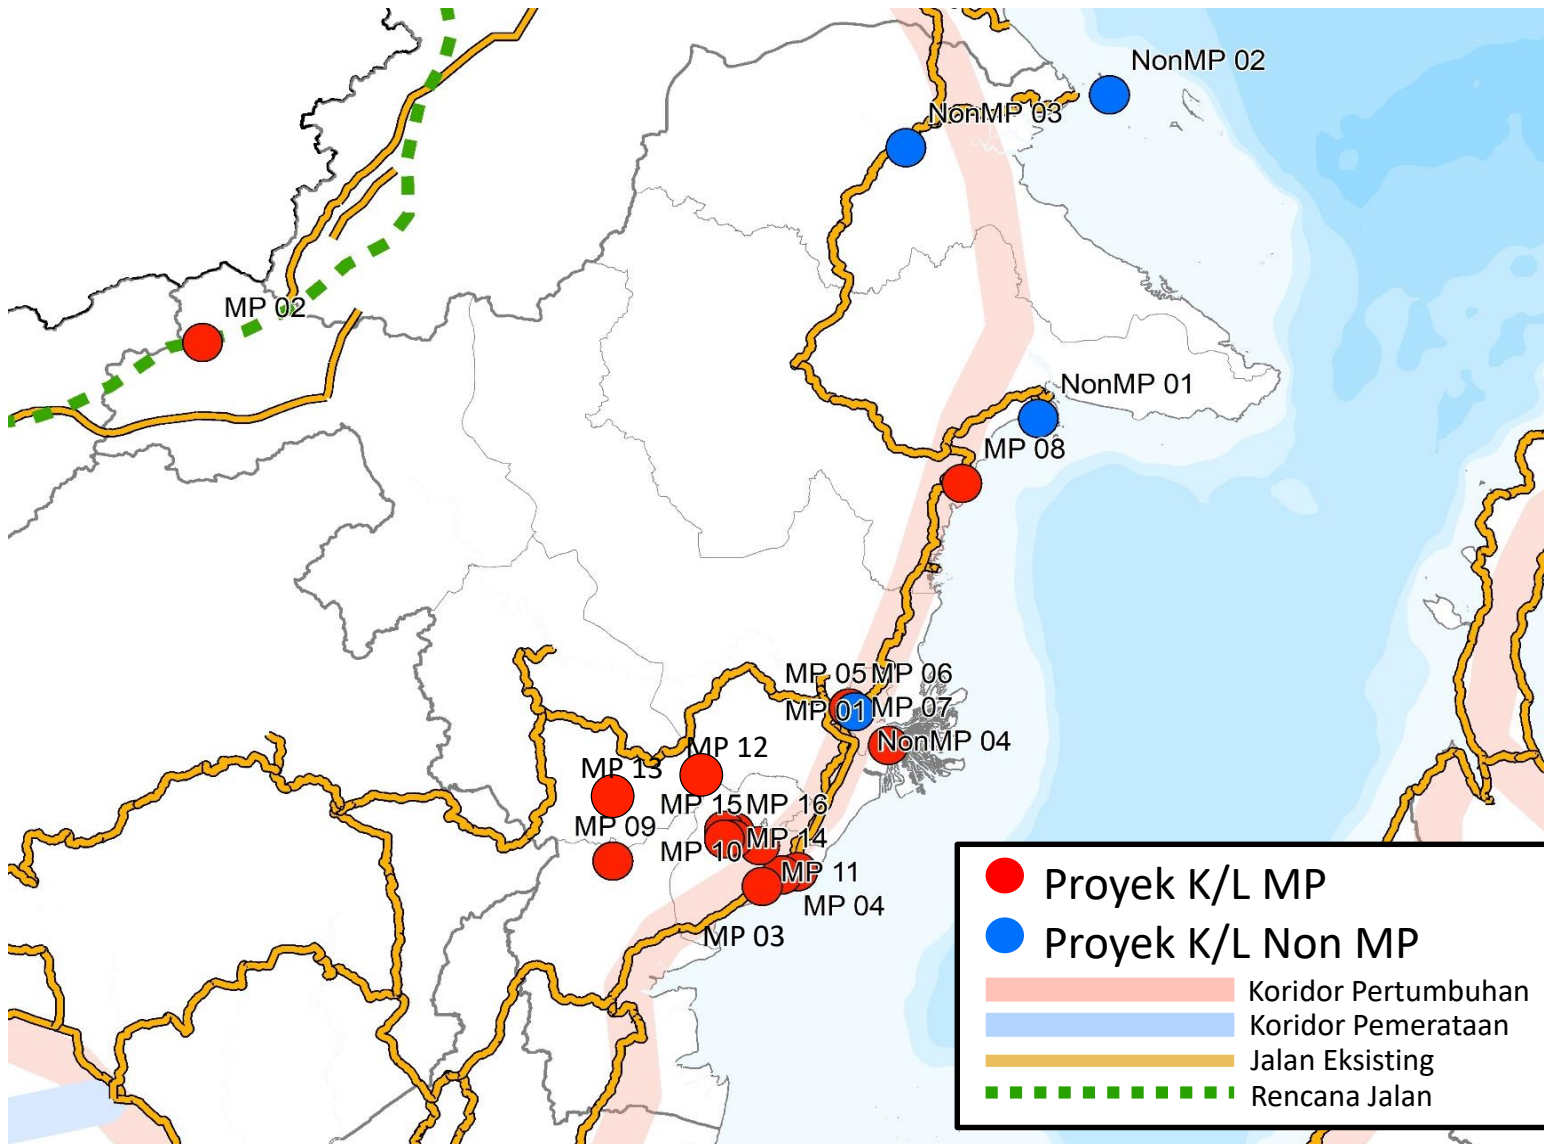 NonMP 02
NonMP 03
MP 02
NonMP 01
MP 08
MP 05 MP 06
MP 01 MP 07
NonMP 04
MP 12
MP 13
MP 15 MP 16
MP 09
MP 14
MP 10
MP 11
MP 04
MP 03
Proyek K/L MP
Proyek K/L Non MP
Koridor Pertumbuhan
Koridor Pemerataan
Jalan Eksisting
Rencana Jalan